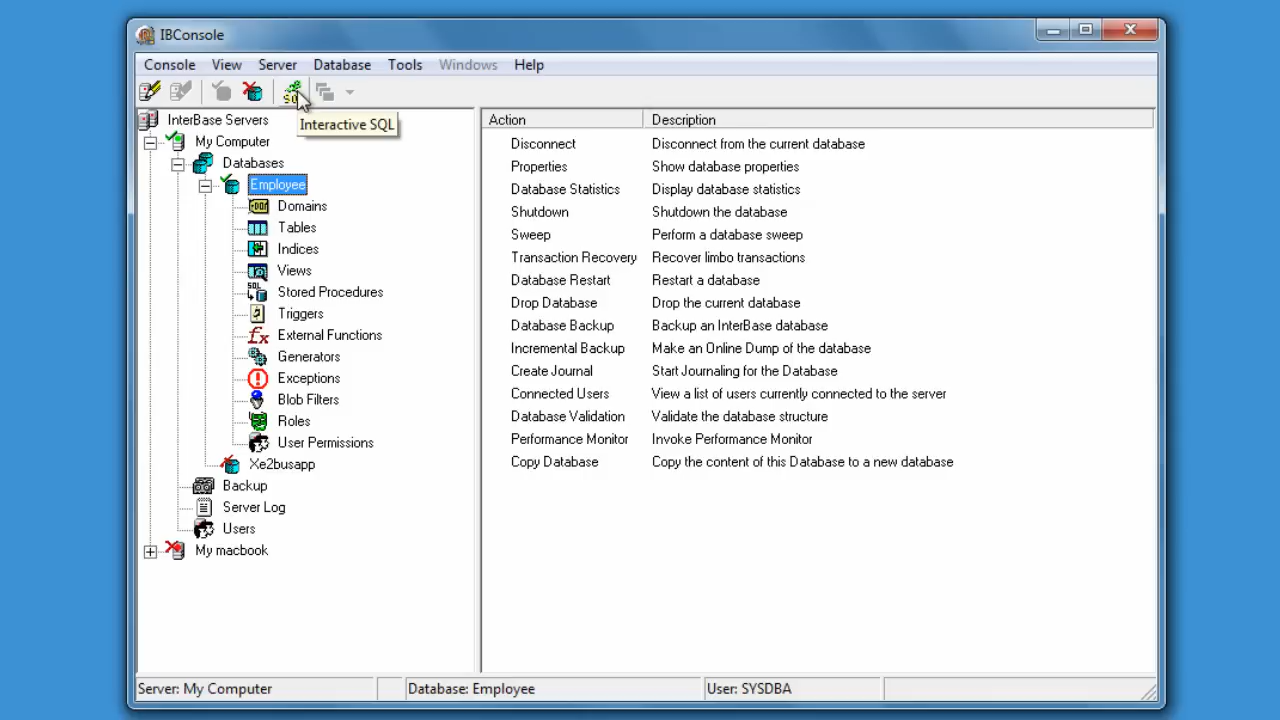 IBConsole
Console View Server Database Tools Windows Help
Interactive SQL
InterBase Servers
My Computer
Databases
Employee
Domains
Tables
Indices
Views
Stored Procedures
Triggers
External Functions
Generators
Exceptions
Blob Filters
Roles
User Permissions
Xe2busapp
Backup
Server Log
Users
My macbook
Action Description
Disconnect Disconnect from the current database
Properties Show database properties
Database Statistics Display database statistics
Shutdown Shutdown the database
Sweep Perform a database sweep
Transaction Recovery Recover limbo transactions
Database Restart Restart a database
Drop Database Drop the current database
Database Backup Backup an InterBase database
Incremental Backup Make an Online Dump of the database
Create Journal Start Journaling for the Database
Connected Users View a list of users currently connected to the server
Database Validation Validate the database structure
Performance Monitor Invoke Performance Monitor
Copy Database Copy the content of this Database to a new database
Server: My Computer Database: Employee User: SYSDBA